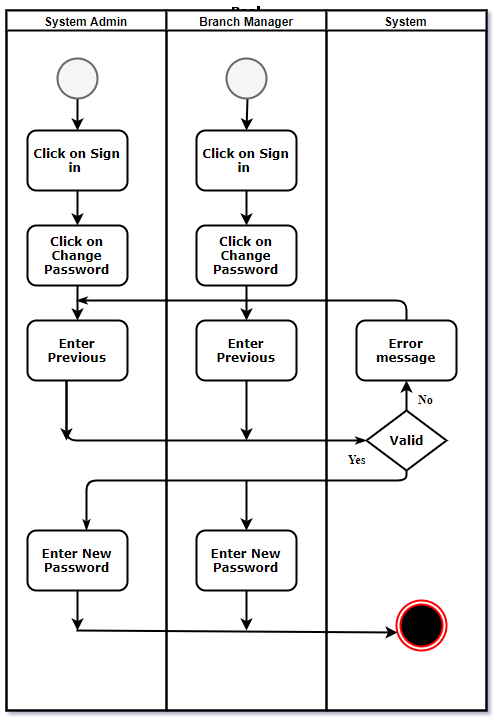 System Admin
Branch Manager
System
Click on Sign
in
Click on Sign
in
Click on
Change
Password
Click on
Change
Password
Enter
Previous
Enter
Previous
Error
message
No
Valid
Yes
Enter New
Password
Enter New
Password